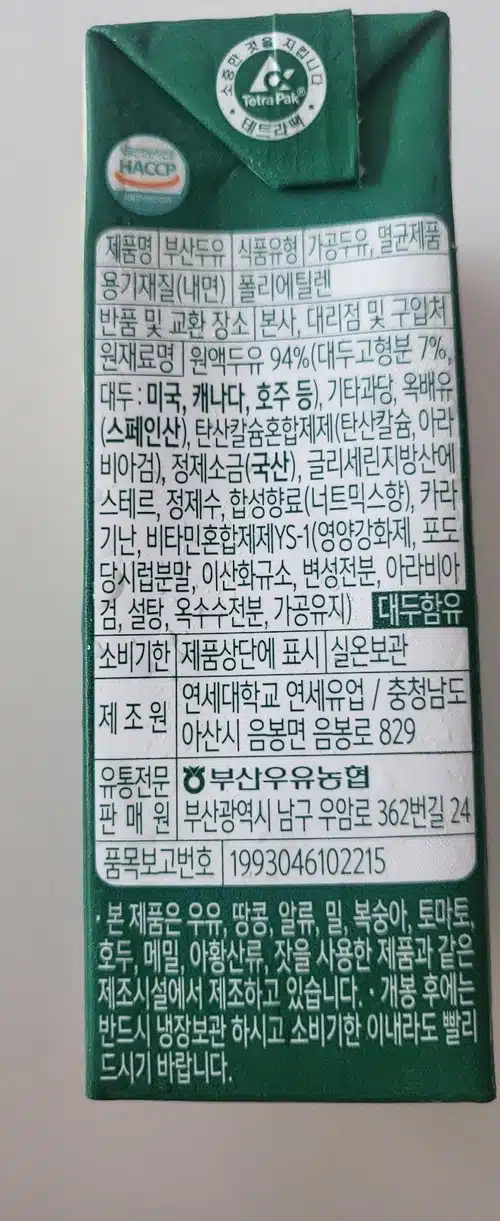 소중한 것을 지킵니다
Tetra Pak®
테트라팩
HACCP
제품명 부산두유 식품유형 가공두유, 멸균제품
용기재질(내면) 폴리에틸렌
반품 및 교환 장소 본사, 대리점 및 구입처
원재료명 원액두유 94%(대두고형분 7%,
대두 : 미국, 캐나다, 호주 등), 기타과당, 옥배유
(스페인산), 탄산칼슘혼합제제(탄산칼슘, 아라
비아검), 정제소금(국산), 글리세린지방산에
스테르, 정제수, 합성향료(너트믹스향), 카라
기난, 비타민혼합제제YS-1(영양강화제, 포도
당시럽분말, 이산화규소, 변성전분, 아라비아
검, 설탕, 옥수수전분, 가공유지) 대두함유
소비기한 제품상단에 표시 실온보관
제 조 원 연세대학교 연세유업 / 충청남도
아산시 음봉면 음봉로 829
유통전문 부산우유농협
판 매 원 부산광역시 남구 우암로 362번길 24
품목보고번호 1993046102215
· 본 제품은 우유, 땅콩, 알류, 밀, 복숭아, 토마토,
호두, 메밀, 아황산류, 잣을 사용한 제품과 같은
제조시설에서 제조하고 있습니다. · 개봉 후에는
반드시 냉장보관 하시고 소비기한 이내라도 빨리
드시기 바랍니다.